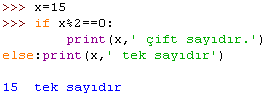 >>> x=15
>>> if x%2==0:
print(x,' çift sayıdır.')
else:print(x,' tek sayıdır')
15  tek sayıdır